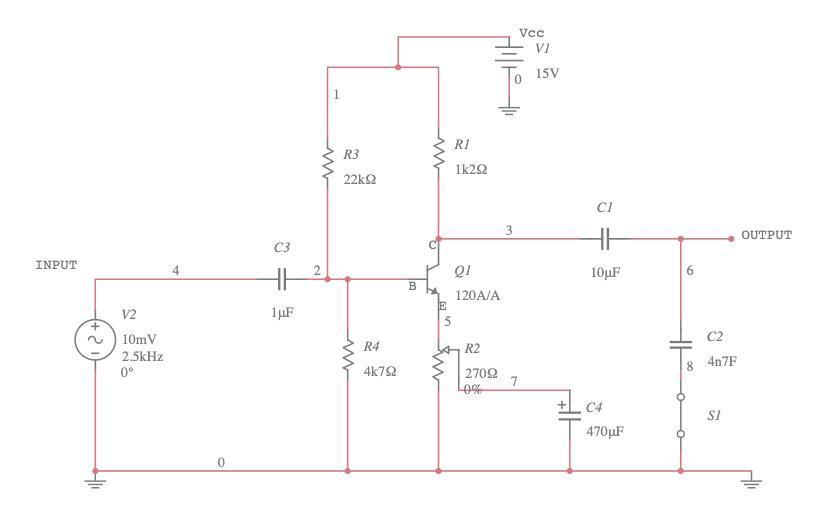 Vcc
V1
15V
0
1
R3
22kΩ
R1
1k2Ω
C1
10µF
3
OUTPUT
INPUT
4
C3
1µF
2
B
C
E
Q1
120A/A
5
6
V2
10mV
2.5kHz
0°
R4
4k7Ω
R2
270Ω
0%
7
C4
470µF
C2
4n7F
8
S1
0